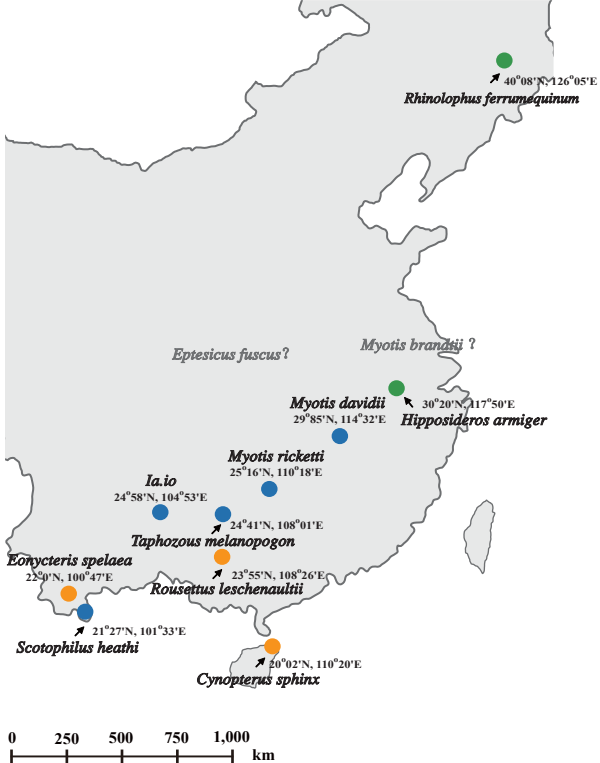 40°08'N, 126°05'E
Rhinolophus ferrumequinum
Myotis brandtii ?
Eptesicus fuscus?
Myotis davidii
30°20'N, 117°50'E
29°85'N, 114°32'E
Hipposideros armiger
Myotis ricketti
25°16'N, 110°18'E
Ia.io
24°58'N, 104°53'E
24°41'N, 108°01'E
Taphozous melanopogon
Eonycteris spelaea
22°0'N, 100°47'E
23°55'N, 108°26'E
Rousettus leschenaultii
21°27'N, 101°33'E
Scotophilus heathi
20°02'N, 110°20'E
Cynopterus sphinx
0 250 500 750 1,000
km